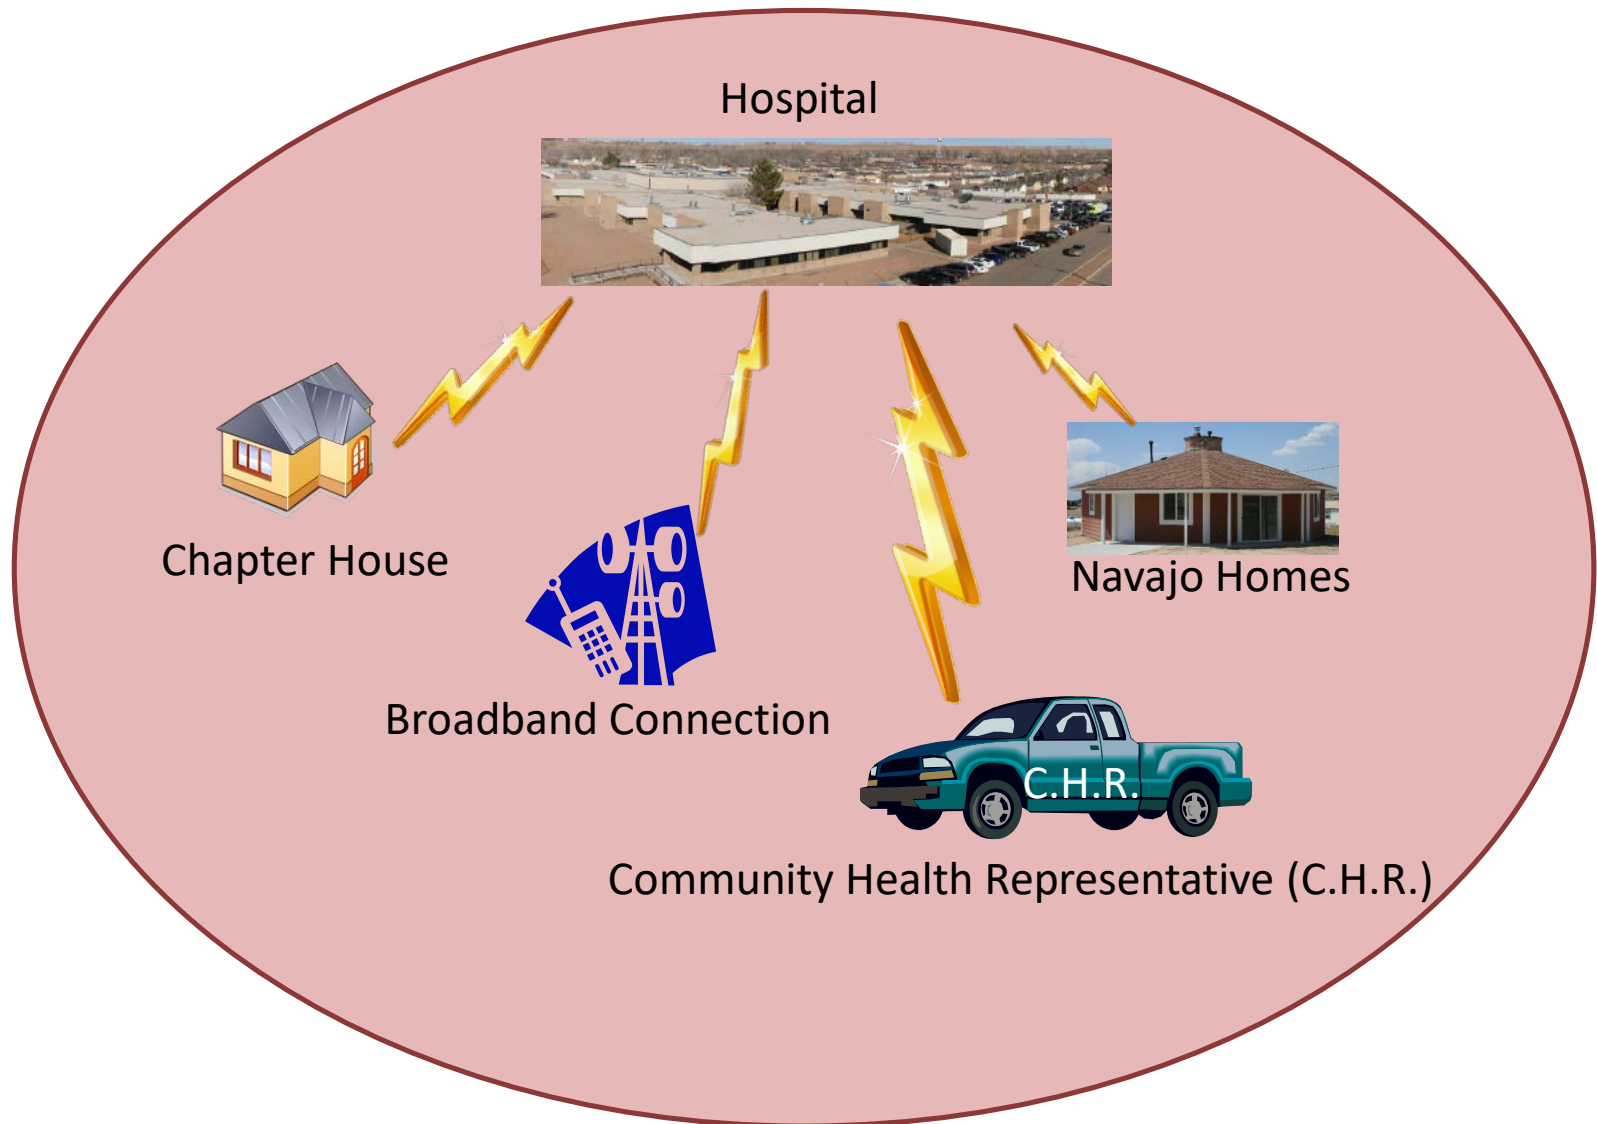 Hospital
Chapter House
Navajo Homes
Broadband Connection
C.H.R.
Community Health Representative (C.H.R.)